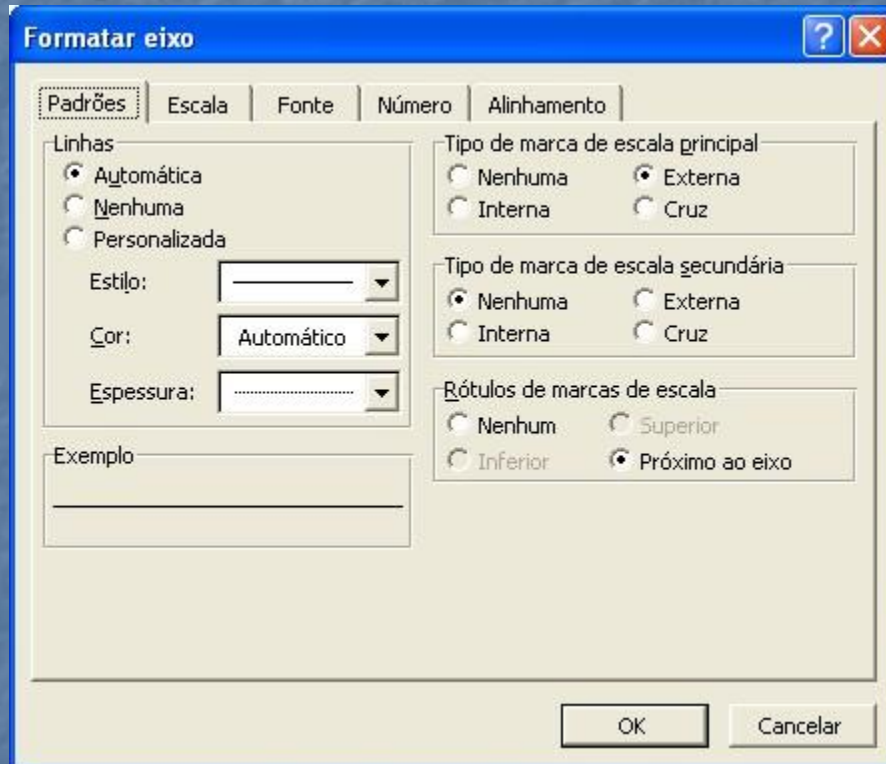 Formatar eixo
Padrões Escala Fonte Número Alinhamento
Linhas
Automática
Nenhuma
Personalizada
Estilo:
Cor: Automático
Espessura:
Exemplo
Tipo de marca de escala principal
Nenhuma Externa
Interna Cruz
Tipo de marca de escala secundária
Nenhuma Externa
Interna Cruz
Rótulos de marcas de escala
Nenhum Superior
Inferior Próximo ao eixo
OK Cancelar